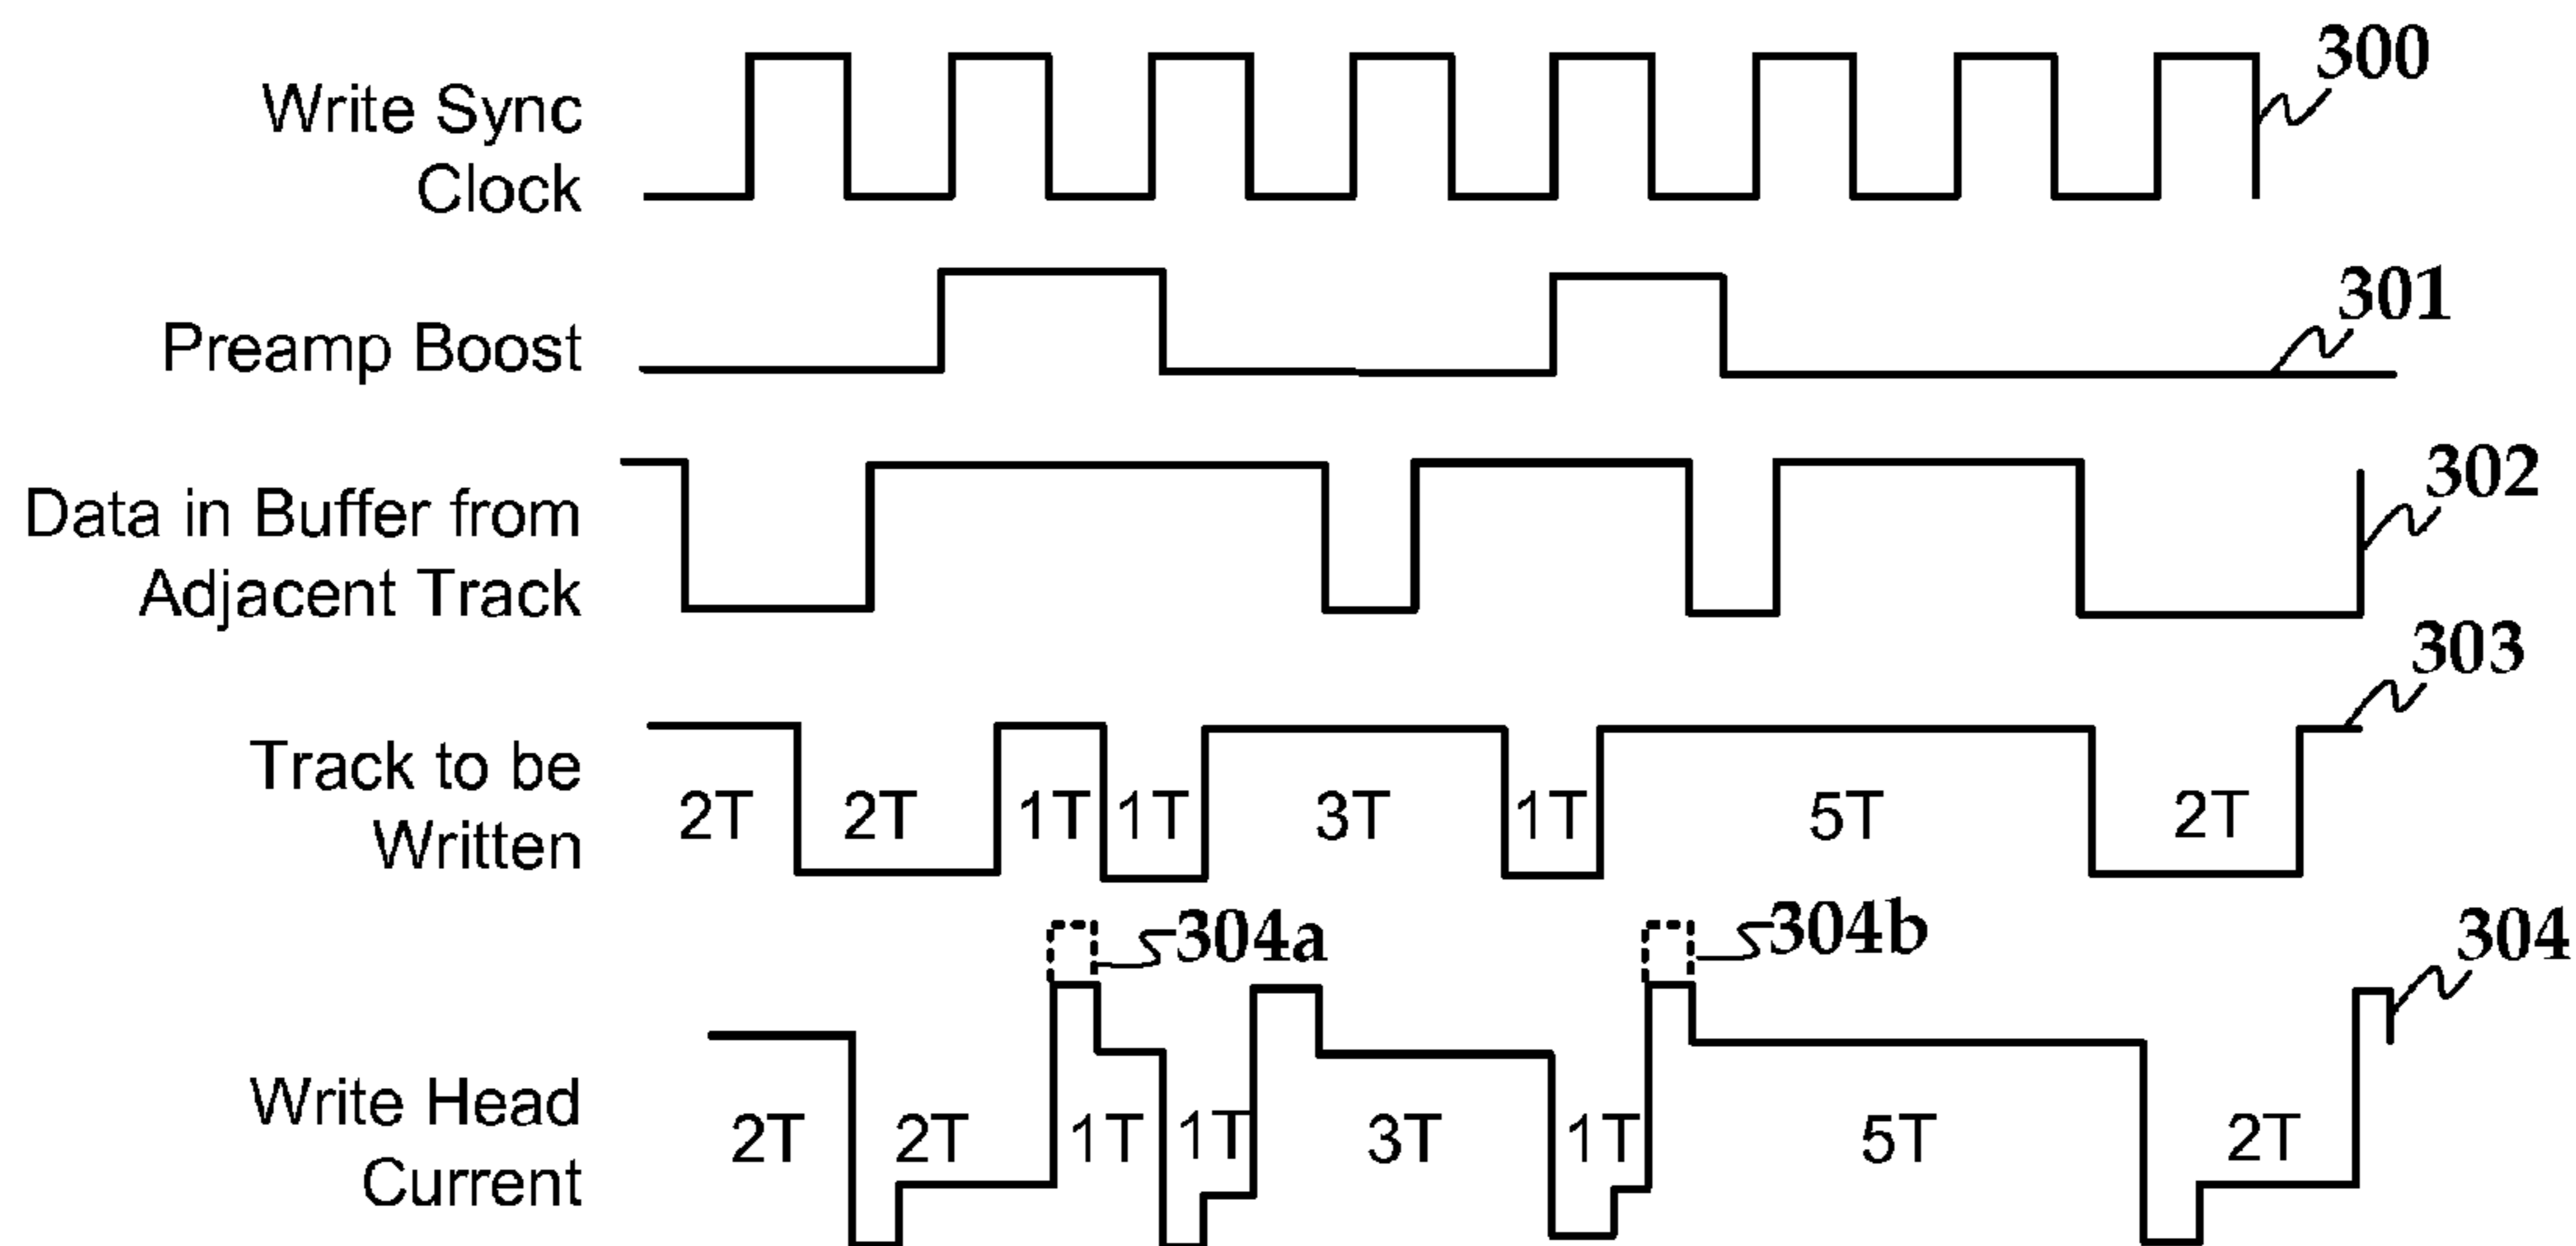 Write Sync
Clock
300
Preamp Boost
301
Data in Buffer from
Adjacent Track
302
303
Track to be
Written
2T 2T 1T 1T 3T 1T 5T 2T
304a
304b
304
Write Head
Current
2T 2T 1T 1T 3T 1T 5T 2T